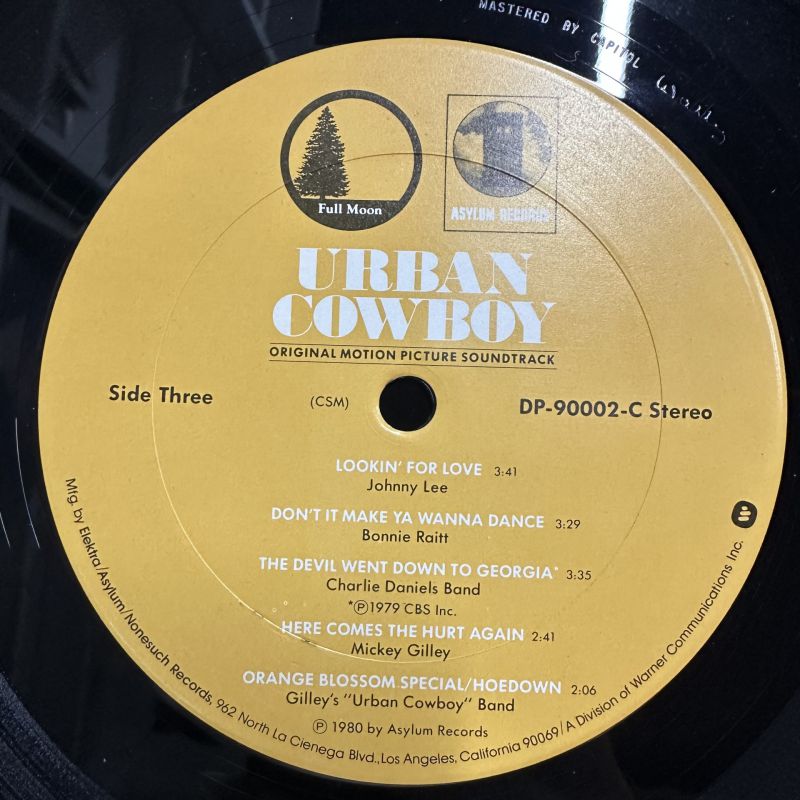 MASTERED BY CAPITOL
Full Moon
ASYLUM RECORDS
URBAN
COWBOY
ORIGINAL MOTION PICTURE SOUNDTRACK
Side Three
(CSM)
DP-90002-C Stereo
LOOKIN' FOR LOVE 3:41
Johnny Lee
DON'T IT MAKE YA WANNA DANCE 3:29
Bonnie Raitt
THE DEVIL WENT DOWN TO GEORGIA* 3:35
Charlie Daniels Band
*Ⓟ1979 CBS Inc.
HERE COMES THE HURT AGAIN 2:41
Mickey Gilley
ORANGE BLOSSOM SPECIAL/HOEDOWN 2:06
Gilley's "Urban Cowboy" Band
Ⓟ 1980 by Asylum Records
Mfg. by Elektra/Asylum/Nonesuch Records, 962 North La Cienega Blvd., Los Angeles, California 90069/A Division of Warner Communications Inc.